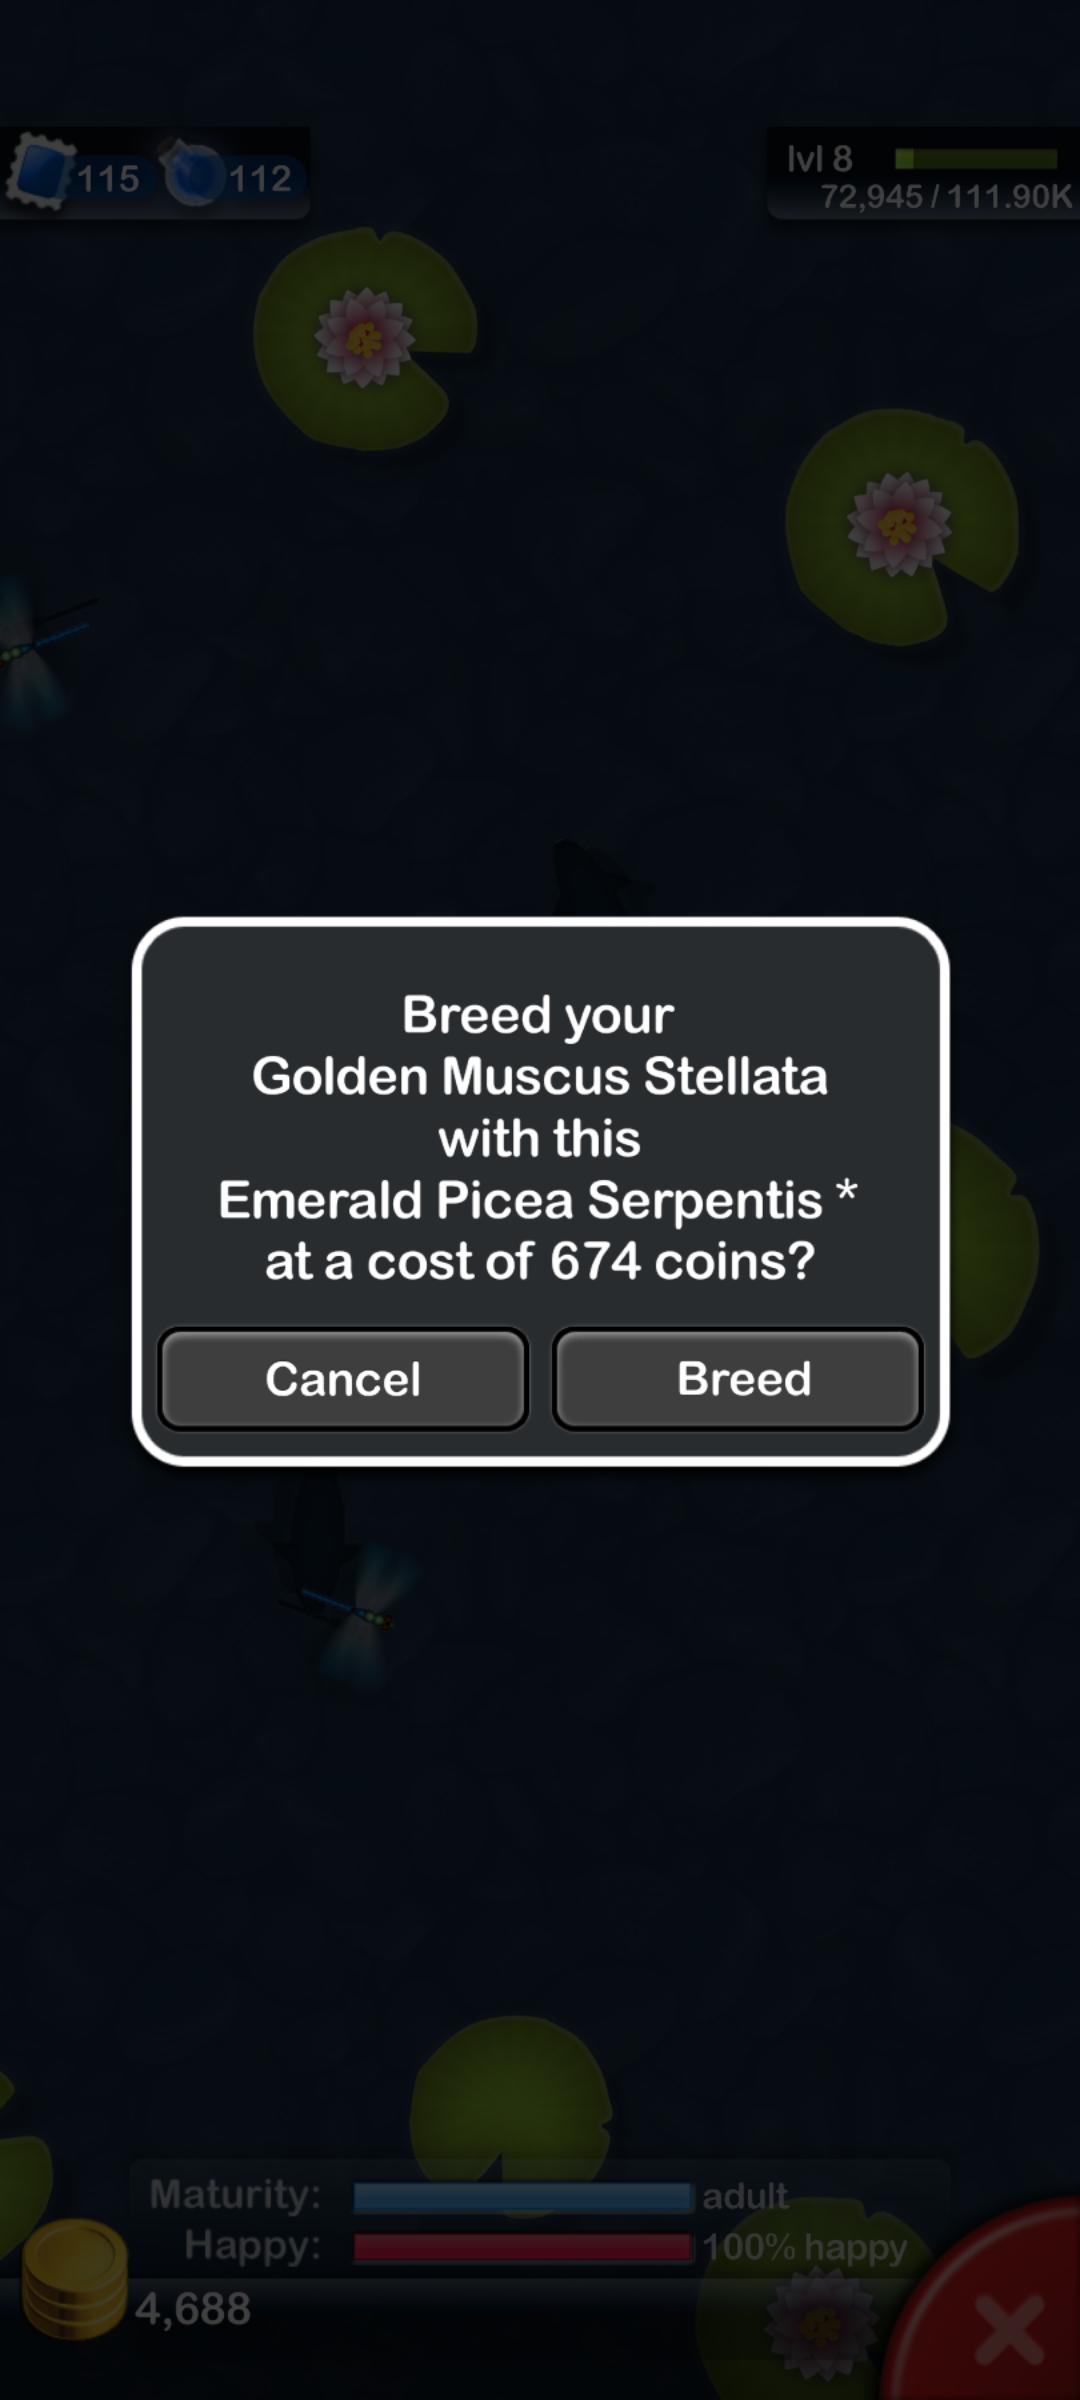 115 112
lvl 8
72,945 / 111.90K
Breed your
Golden Muscus Stellata
with this
Emerald Picea Serpentis *
at a cost of 674 coins?
Cancel Breed
Maturity: adult
Happy: 100% happy
4,688